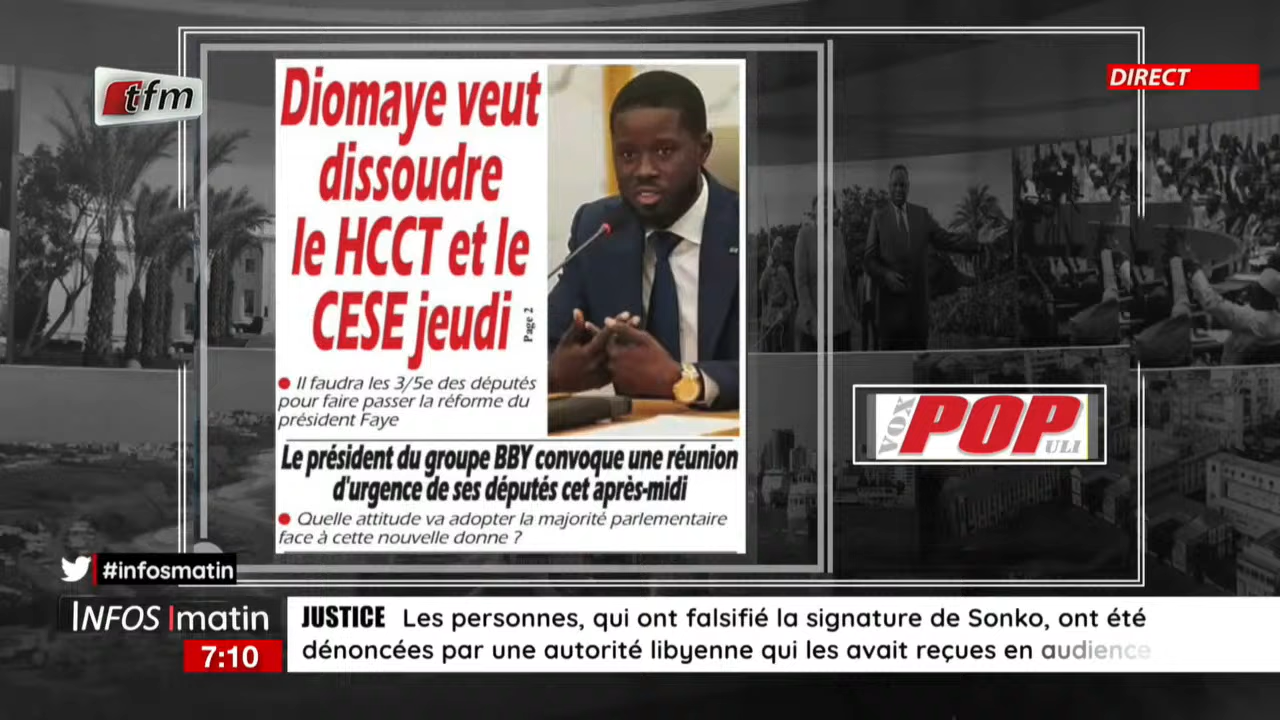 tfm
DIRECT
Diomaye veut
dissoudre
le HCCT et le
CESE jeudi
Page 2
● Il faudra les 3/5e des députés
pour faire passer la réforme du
président Faye
Le président du groupe BBY convoque une réunion
d'urgence de ses députés cet après-midi
● Quelle attitude va adopter la majorité parlementaire
face à cette nouvelle donne ?
VOX
POP
ULI
#infosmatin
INFOS matin
7:10
JUSTICE Les personnes, qui ont falsifié la signature de Sonko, ont été
dénoncées par une autorité libyenne qui les avait reçues en audience